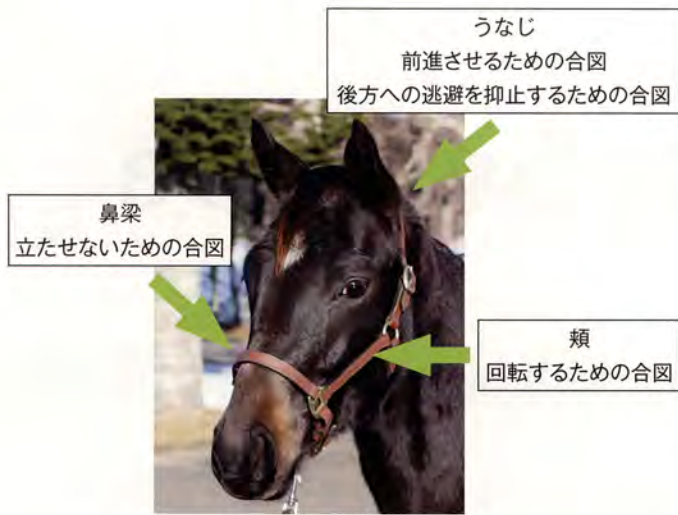 うなじ
前進させるための合図
後方への逃避を抑止するための合図
鼻梁
立たせないための合図
頬
回転するための合図